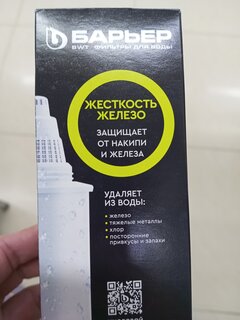 БАРЬЕР
BWT ФИЛЬТРЫ ДЛЯ ВОДЫ
ЖЕСТКОСТЬ
ЖЕЛЕЗО
ЗАЩИЩАЕТ
ОТ НАКИПИ
И ЖЕЛЕЗА
УДАЛЯЕТ
ИЗ ВОДЫ:
• железо
• тяжелые металлы
• хлор
• посторонние
привкусы и запахи